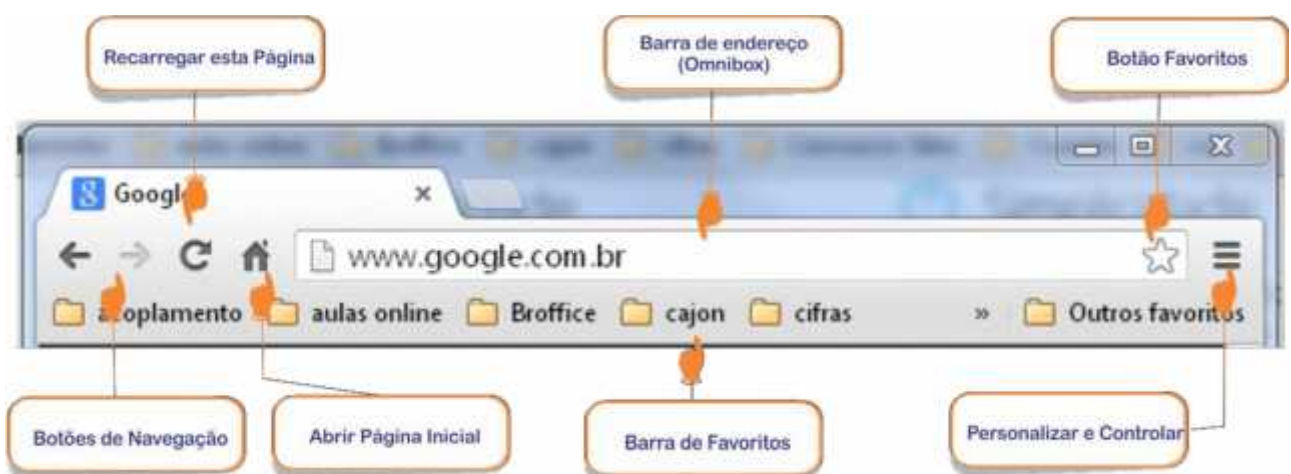 Recarregar esta Página
Barra de endereço
(Omnibox)
Botão Favoritos
Google
www.google.com.br
acoplamento aulas online Broffice cajon cifras » Outros favoritos
Botões de Navegação
Abrir Página Inicial
Barra de Favoritos
Personalizar e Controlar